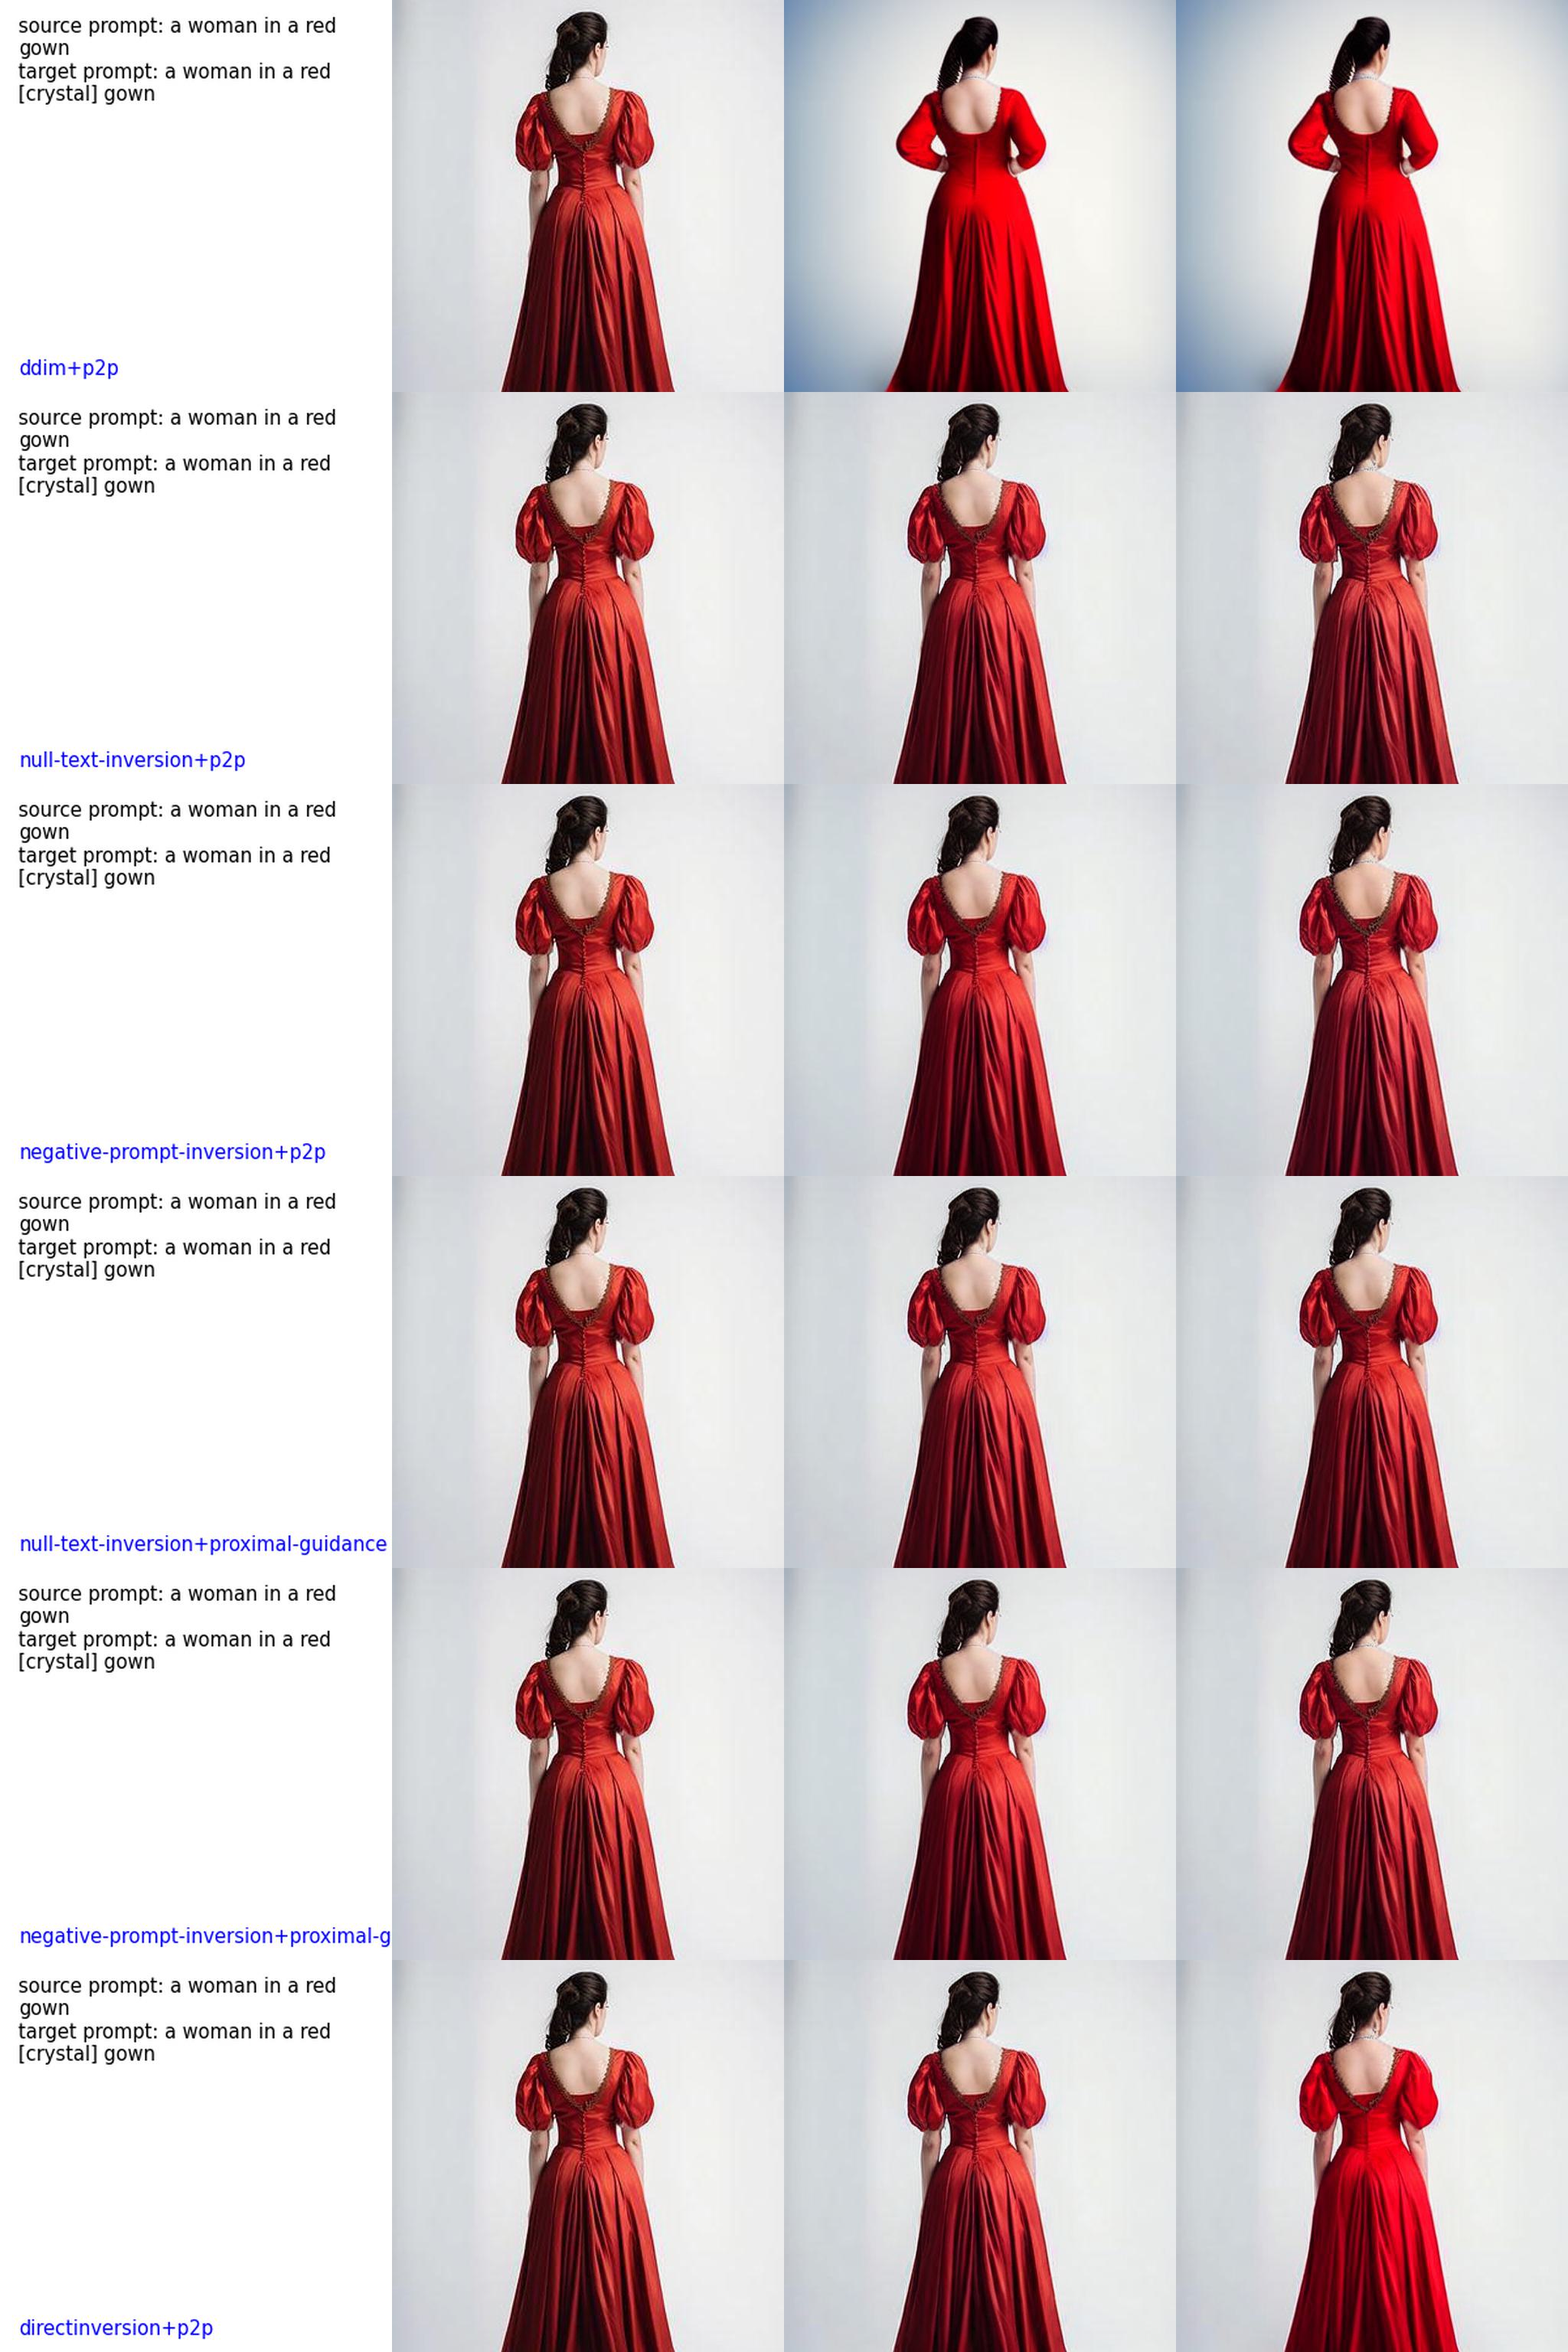 source prompt: a woman in a red
gown
target prompt: a woman in a red
[crystal] gown
ddim+p2p
source prompt: a woman in a red
gown
target prompt: a woman in a red
[crystal] gown
null-text-inversion+p2p
source prompt: a woman in a red
gown
target prompt: a woman in a red
[crystal] gown
negative-prompt-inversion+p2p
source prompt: a woman in a red
gown
target prompt: a woman in a red
[crystal] gown
null-text-inversion+proximal-guidance
source prompt: a woman in a red
gown
target prompt: a woman in a red
[crystal] gown
negative-prompt-inversion+proximal-g
source prompt: a woman in a red
gown
target prompt: a woman in a red
[crystal] gown
directinversion+p2p